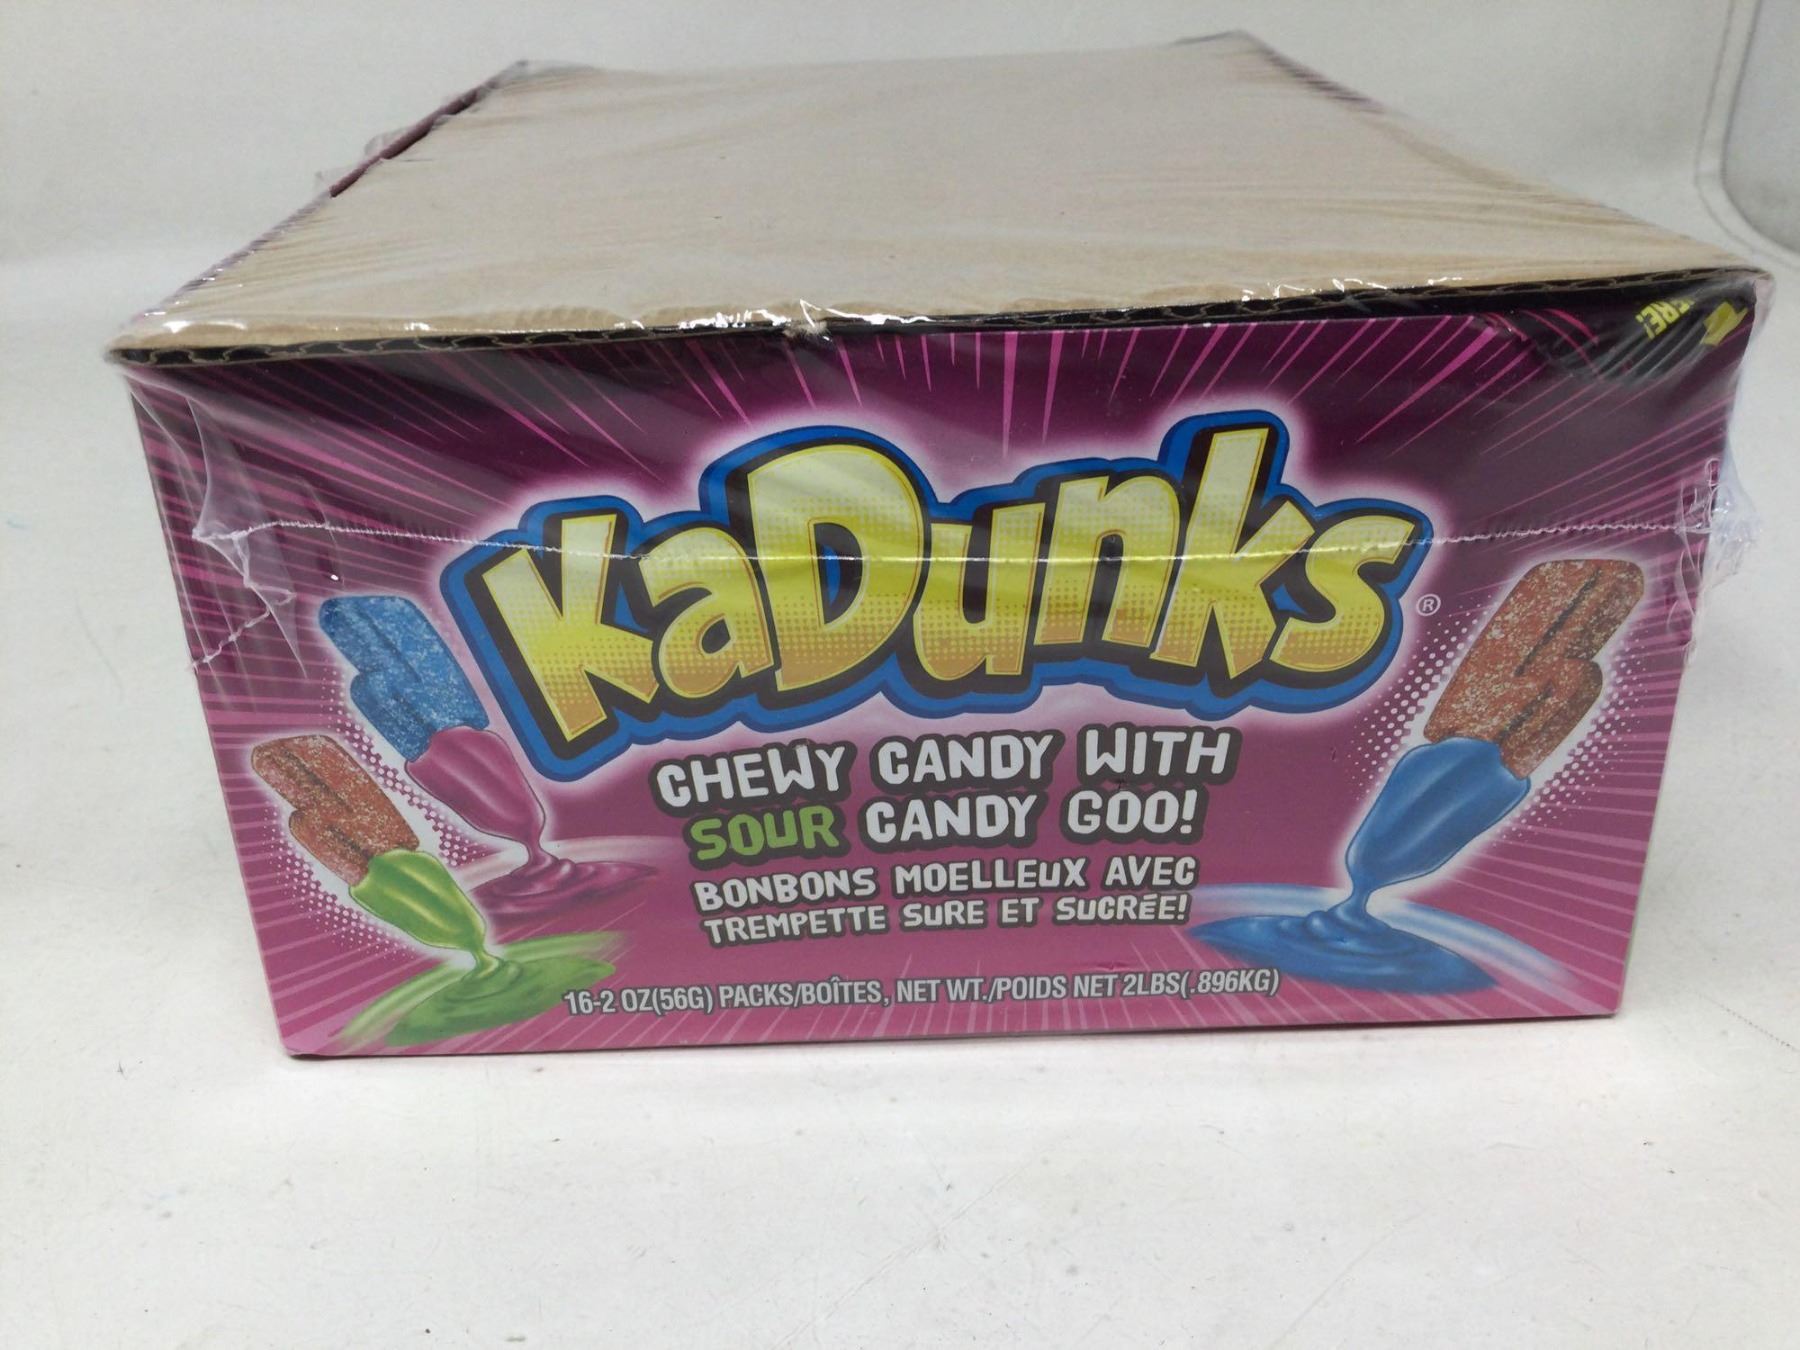 KaDunks®
CHEWY CANDY WITH
SOUR CANDY GOO!
BONBONS MOELLEUX AVEC
TREMPETTE SURE ET SUCRÉE!
16-2 OZ(56G) PACKS/BOÎTES, NET WT./POIDS NET 2LBS(.896KG)